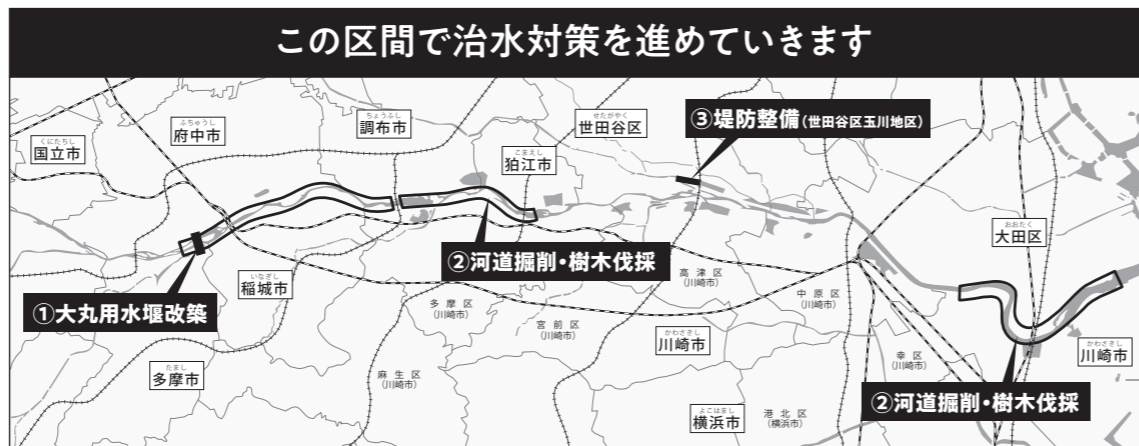 この区間で治水対策を進めていきます
くにたちし
国立市
ふちゅうし
府中市
ちょうふし
調布市
こまえし
狛江市
せたがやく
世田谷区
③堤防整備(世田谷区玉川地区)
おおたく
大田区
①大丸用水堰改築
いなぎし
稲城市
②河道掘削・樹木伐採
多摩区
(川崎市)
宮前区
(川崎市)
高津区
(川崎市)
中原区
(川崎市)
かわさきし
川崎市
幸区
(川崎市)
かわさきし
川崎市
たまし
多摩市
麻生区
(川崎市)
よこはまし
横浜市
港北区
(横浜市)
②河道掘削・樹木伐採